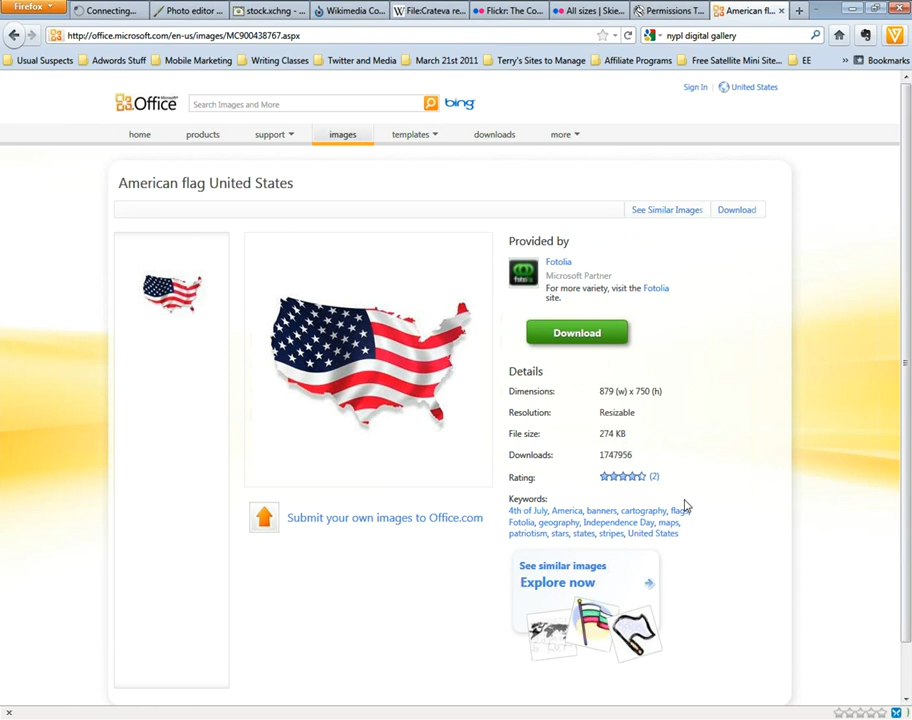 Firefox
Connecting...
Photo editor ...
stock.xchng - ...
Wikimedia Co...
File:Crateva re...
Flickr: The Co...
All sizes | Skie...
Permissions T...
American fl...
http://office.microsoft.com/en-us/images/MC900438767.aspx
nypl digital gallery
Usual Suspects
Adwords Stuff
Mobile Marketing
Writing Classes
Twitter and Media
March 21st 2011
Terry's Sites to Manage
Affiliate Programs
Free Satellite Mini Site...
EE
Bookmarks
Sign In
United States
Microsoft
Office
Search Images and More
bing
home
products
support
images
templates
downloads
more
American flag United States
See Similar Images
Download
Provided by
Fotolia
Microsoft Partner
For more variety, visit the Fotolia
site.
Download
Details
Dimensions: 879 (w) x 750 (h)
Resolution: Resizable
File size: 274 KB
Downloads: 1747956
Rating: (2)
Keywords:
4th of July, America, banners, cartography, flags,
Fotolia, geography, Independence Day, maps,
patriotism, stars, states, stripes, United States
Submit your own images to Office.com
See similar images
Explore now